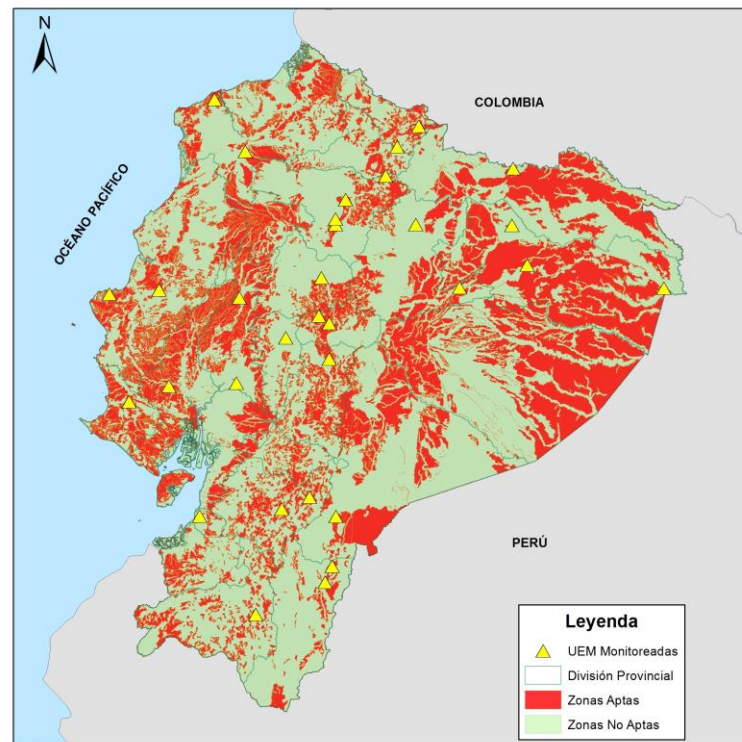 N
COLOMBIA
OCÉANO PACÍFICO
PERÚ
Leyenda
UEM Monitoreadas
División Provincial
Zonas Aptas
Zonas No Aptas